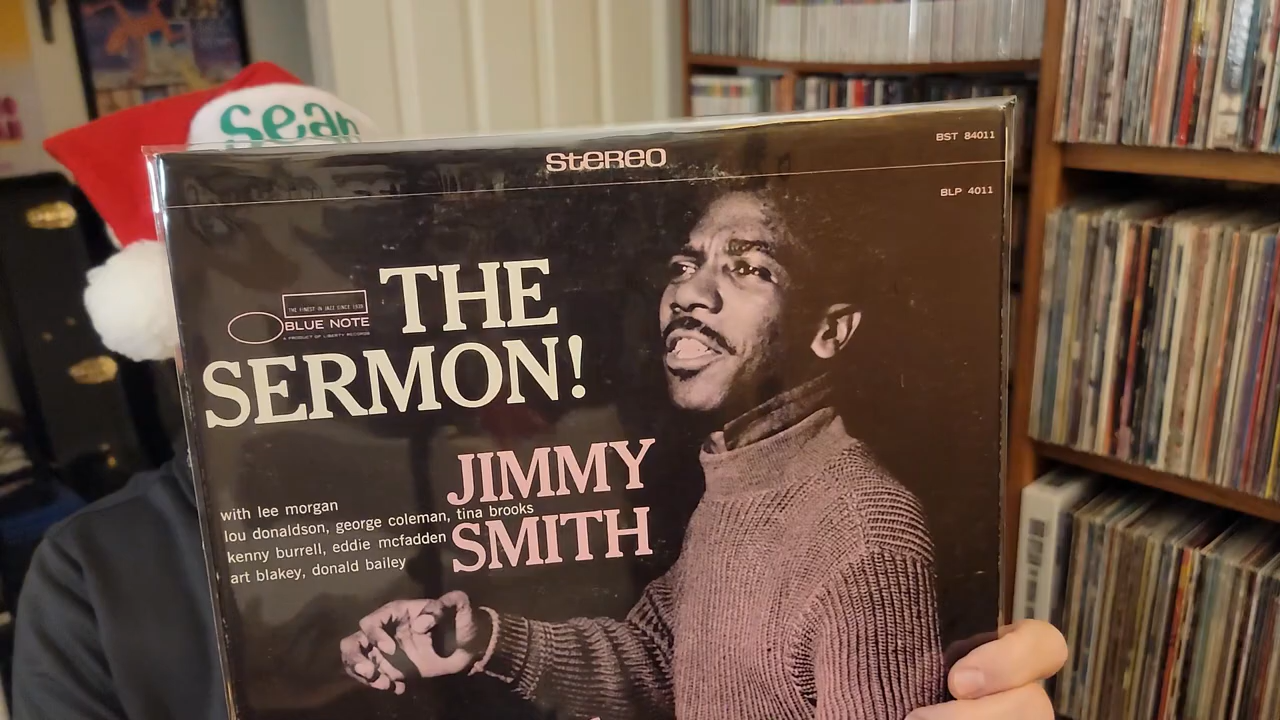 Sean
STEREO
BST 84011
BLP 4011
THE
SERMON!
THE FINEST IN JAZZ SINCE 1939
BLUE NOTE
A PRODUCT OF LIBERTY RECORDS
JIMMY
SMITH
with lee morgan
lou donaldson, george coleman, tina brooks
kenny burrell, eddie mcfadden
art blakey, donald bailey